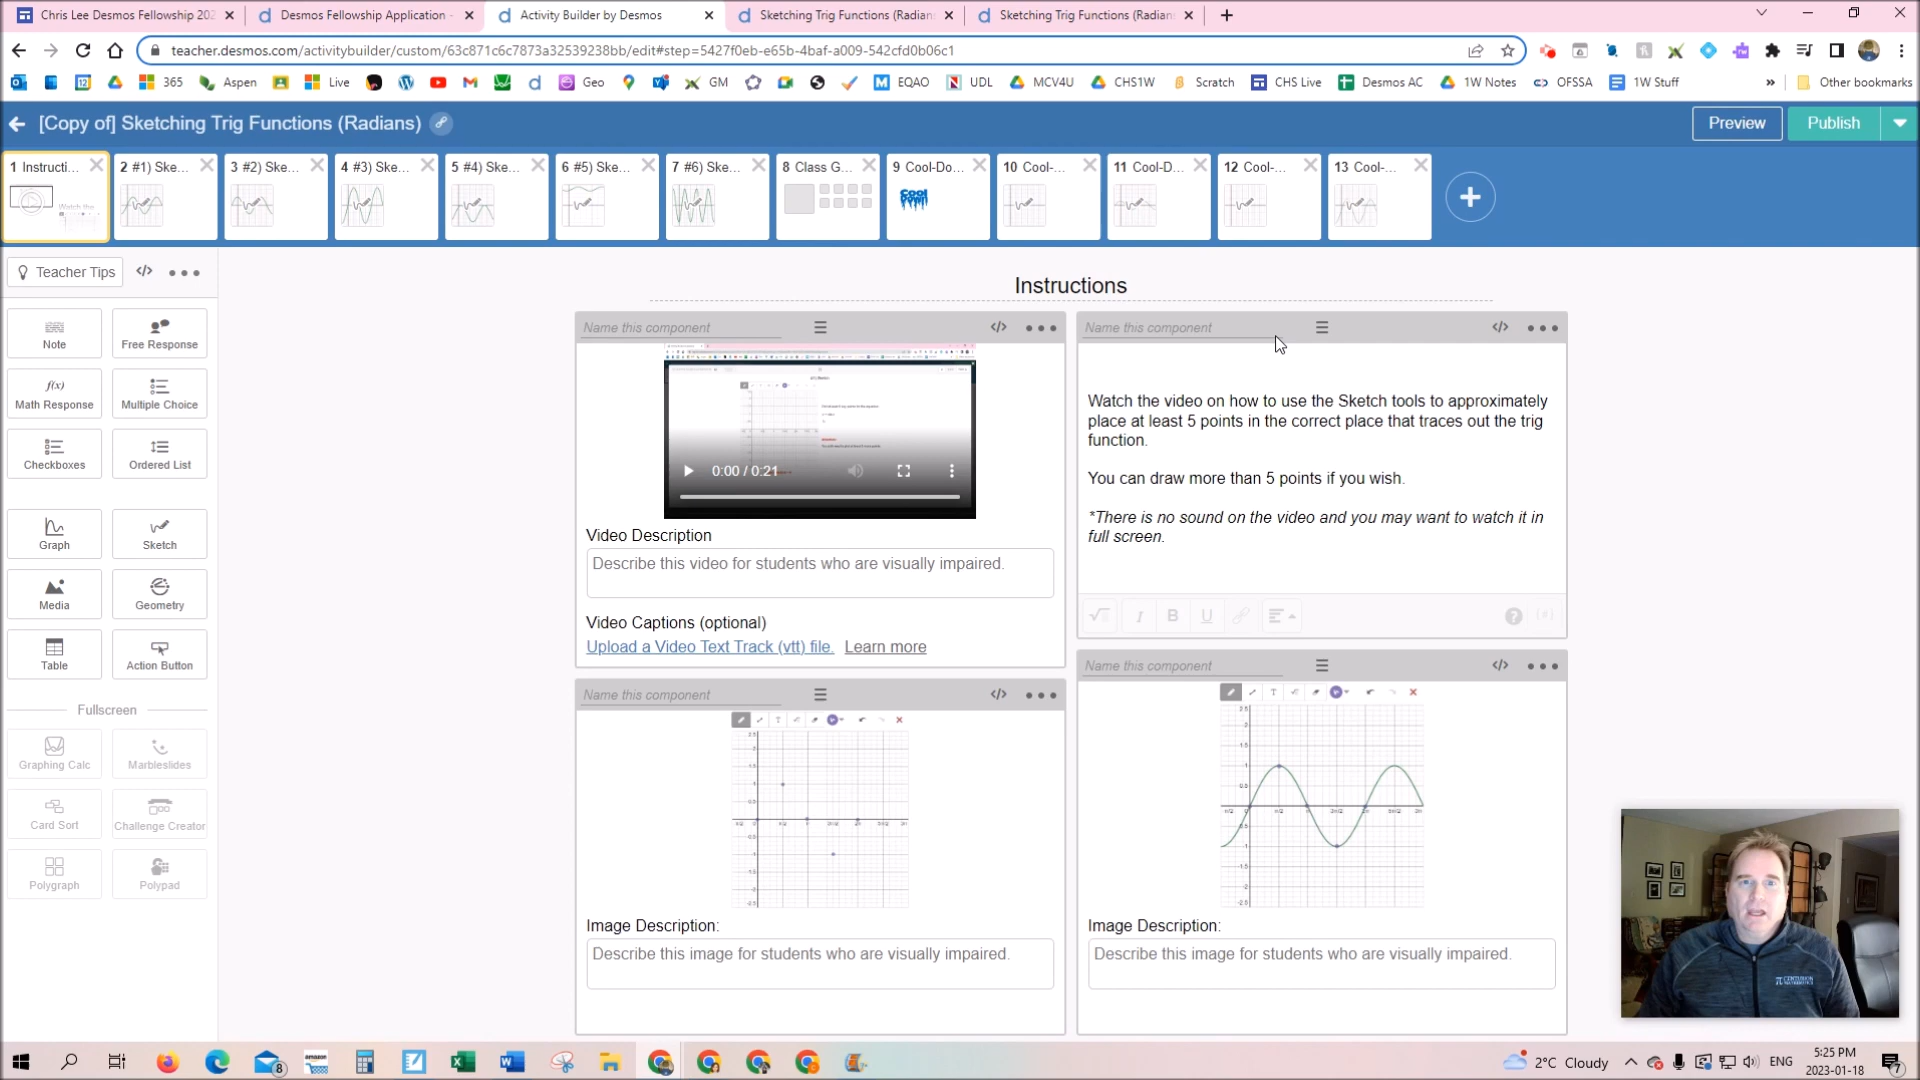 Chris Lee Desmos Fellowship 202
Desmos Fellowship Application -
Activity Builder by Desmos
Sketching Trig Functions (Radian
Sketching Trig Functions (Radian
teacher.desmos.com/activitybuilder/custom/63c871c6c7873a32539238bb/edit#step=5427f0eb-e65b-4baf-a009-542cfd0b06c1
365
Aspen
Live
Geo
GM
EQAO
UDL
MCV4U
CHS1W
Scratch
CHS Live
Desmos AC
1W Notes
OFSSA
1W Stuff
»
Other bookmarks
[Copy of] Sketching Trig Functions (Radians)
Preview
Publish
1 Instructi...
2 #1) Ske...
3 #2) Ske...
4 #3) Ske...
5 #4) Ske...
6 #5) Ske...
7 #6) Ske...
8 Class G...
9 Cool-Do...
10 Cool-...
11 Cool-D...
12 Cool-...
13 Cool-...
Watch the
Cool
Down!
Teacher Tips
Note
Free Response
f(x)
Math Response
Multiple Choice
Checkboxes
Ordered List
Graph
Sketch
Media
Geometry
Table
Action Button
Fullscreen
Graphing Calc
Marbleslides
Card Sort
Challenge Creator
Polygraph
Polypad
Instructions
Name this component
0:00 / 0:21
Video Description
Describe this video for students who are visually impaired.
Video Captions (optional)
Upload a Video Text Track (vtt) file. Learn more
Name this component
Watch the video on how to use the Sketch tools to approximately
place at least 5 points in the correct place that traces out the trig
function.
You can draw more than 5 points if you wish.
*There is no sound on the video and you may want to watch it in
full screen.
I
B
U
Name this component
Image Description:
Describe this image for students who are visually impaired.
Name this component
Image Description:
Describe this image for students who are visually impaired.
CENTURION
MATHEMATICS
8
amazon
2°C Cloudy
ENG
5:25 PM
2023-01-18
7